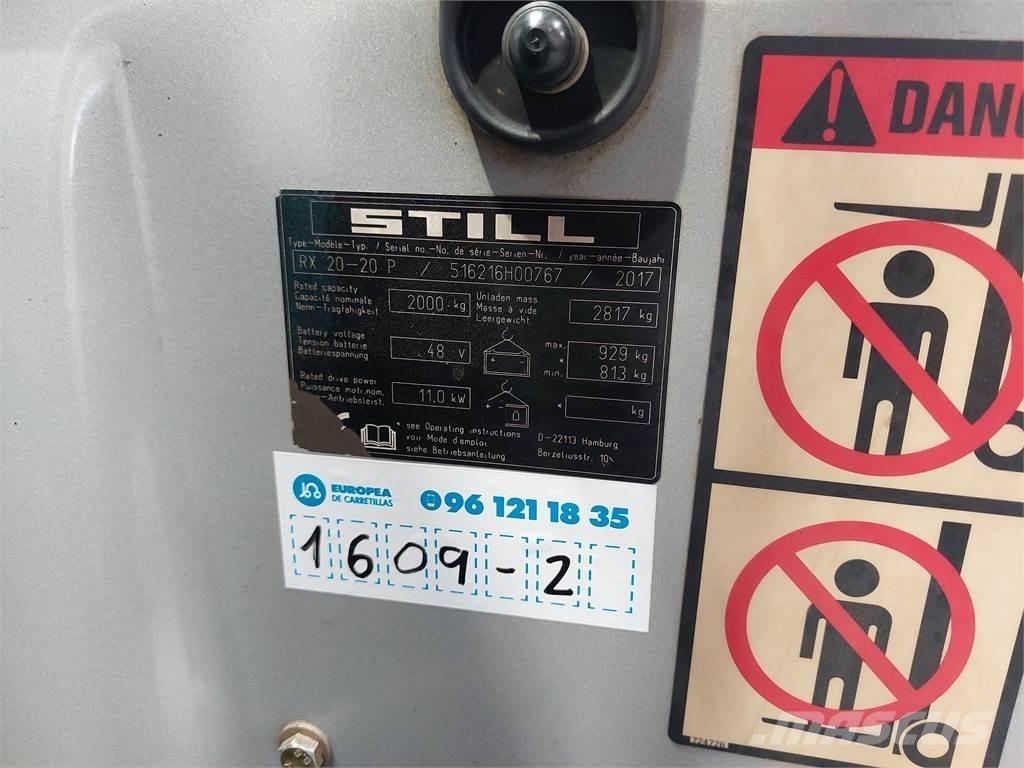 STILL
Type-Modèle-Typ. / Serial no.-No. de série-Serien-Nr. / year-année-Baujahr
RX 20-20 P / 516216H00767 / 2017
Rated capacity
Capacité nominale
Nenn-Tragfähigkeit
2000 kg
Unladen mass
Masse à vide
Leergewicht
2817 kg
Battery voltage
Tension batterie
Batteriespannung
48 V
max. 929 kg
*
min. 813 kg
Rated drive power
Puissance mot.nom.
-Antriebsleist.
11.0 kW
* kg
* see Operating instructions
voir Mode d'emploi
siehe Betriebsanleitung
D-22113 Hamburg
Berzeliusstr. 10
EUROPEA
DE CARRETILLAS
96 121 18 35
1609-2
DANG
724726
mascus